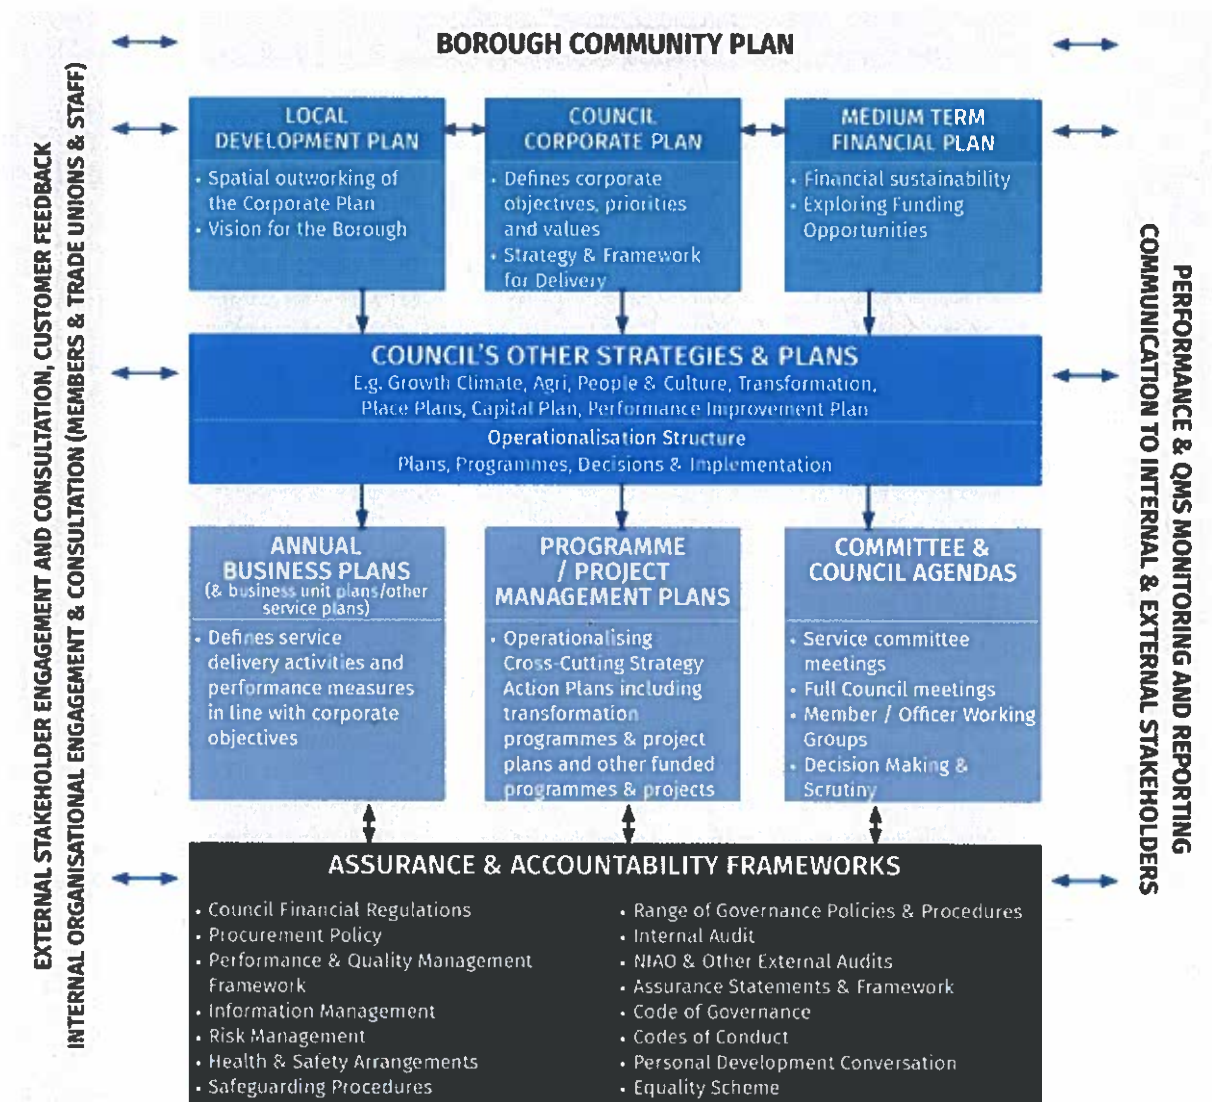 BOROUGH COMMUNITY PLAN
EXTERNAL STAKEHOLDER ENGAGEMENT AND CONSULTATION, CUSTOMER FEEDBACK
INTERNAL ORGANISATIONAL ENGAGEMENT & CONSULTATION (MEMBERS & TRADE UNIONS & STAFF)
LOCAL
DEVELOPMENT PLAN
• Spatial outworking of
the Corporate Plan
• Vision for the Borough
COUNCIL
CORPORATE PLAN
• Defines corporate
objectives, priorities
and values
• Strategy & Framework
for Delivery
MEDIUM TERM
FINANCIAL PLAN
• Financial sustainability
• Exploring Funding
Opportunities
COUNCIL'S OTHER STRATEGIES & PLANS
E.g. Growth Climate, Agri, People & Culture, Transformation,
Place Plans, Capital Plan, Performance Improvement Plan
Operationalisation Structure
Plans, Programmes, Decisions & Implementation
ANNUAL
BUSINESS PLANS
(& business unit plans/other
service plans)
• Defines service
delivery activities and
performance measures
in line with corporate
objectives
PROGRAMME
/ PROJECT
MANAGEMENT PLANS
• Operationalising
Cross-Cutting Strategy
Action Plans including
transformation
programmes & project
plans and other funded
programmes & projects
COMMITTEE &
COUNCIL AGENDAS
• Service committee
meetings
• Full Council meetings
• Member / Officer Working
Groups
• Decision Making &
Scrutiny
ASSURANCE & ACCOUNTABILITY FRAMEWORKS
• Council Financial Regulations
• Procurement Policy
• Performance & Quality Management
Framework
• Information Management
• Risk Management
• Health & Safety Arrangements
• Safeguarding Procedures
• Range of Governance Policies & Procedures
• Internal Audit
• NIAO & Other External Audits
• Assurance Statements & Framework
• Code of Governance
• Codes of Conduct
• Personal Development Conversation
• Equality Scheme
PERFORMANCE & QMS MONITORING AND REPORTING
COMMUNICATION TO INTERNAL & EXTERNAL STAKEHOLDERS